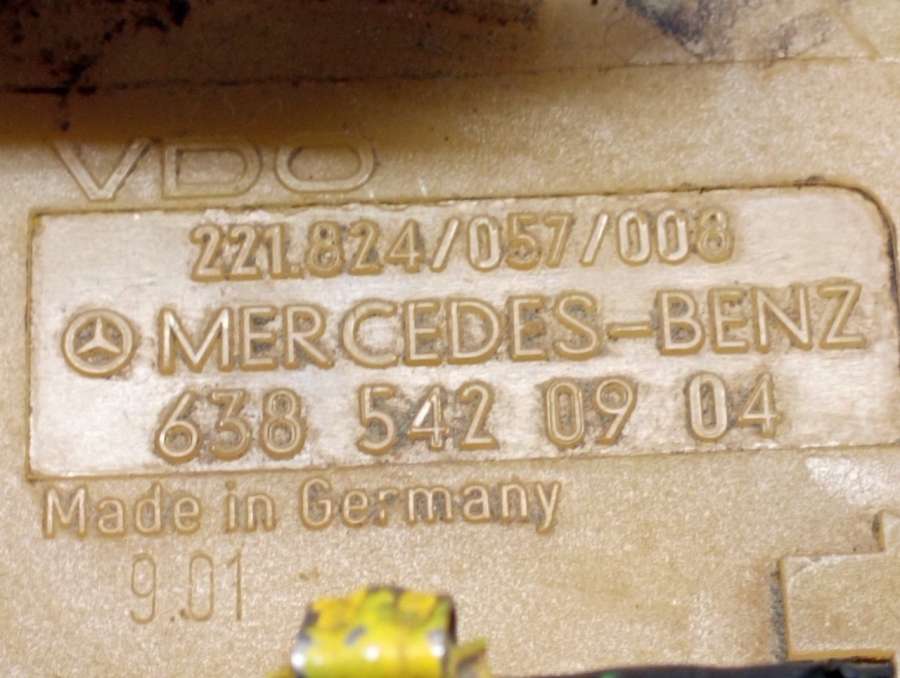 VDO
221.824/057/008
MERCEDES-BENZ
638 542 09 04
Made in Germany
9.01